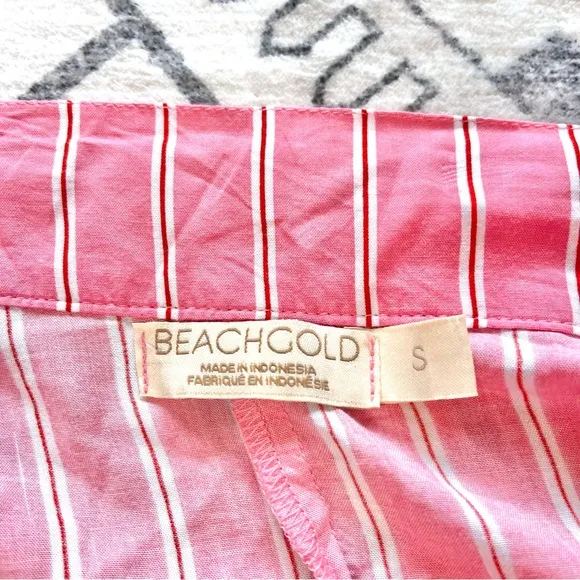 BEACHGOLD
MADE IN INDONESIA
FABRIQUÉ EN INDONÉSIE
S